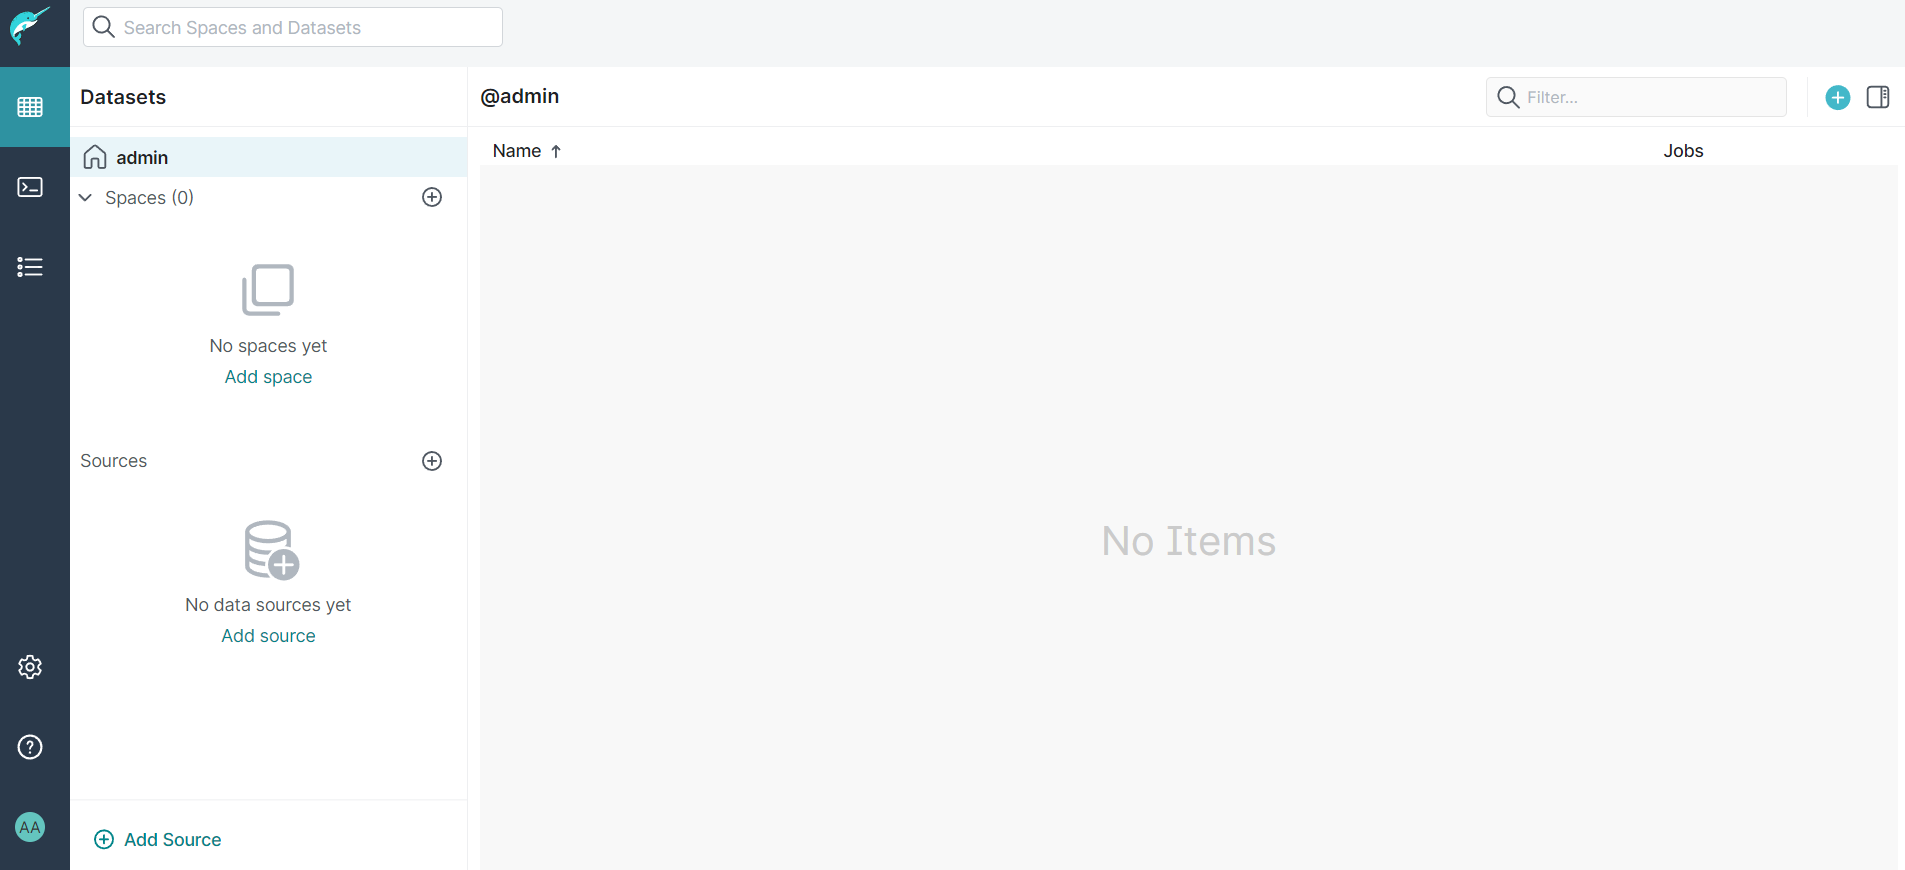 Search Spaces and Datasets
Datasets
@admin
Filter...
admin
Name
Jobs
Spaces (0)
No spaces yet
Add space
Sources
No Items
No data sources yet
Add source
AA
Add Source